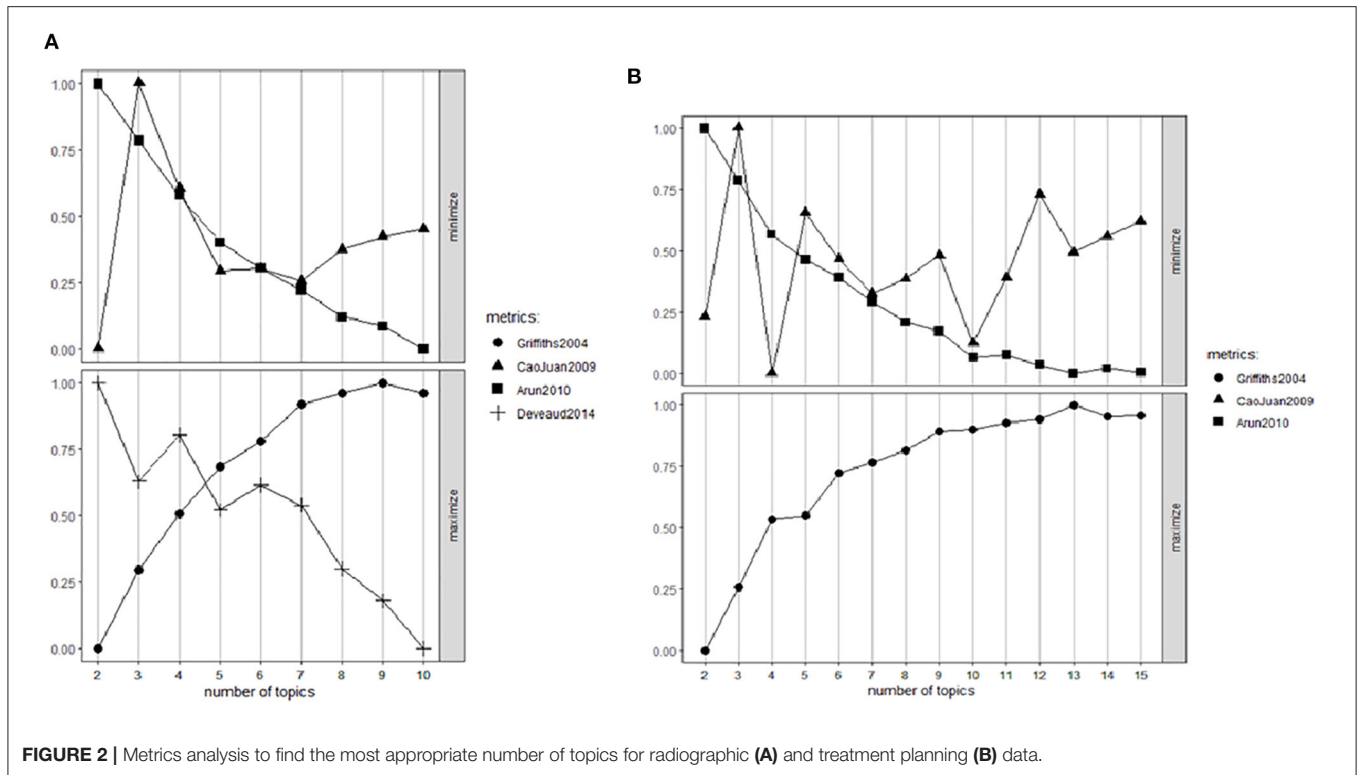 A
1.00
0.75
0.50
0.25
0.00
minimize
1.00
0.75
0.50
0.25
0.00
maximize
2 3 4 5 6 7 8 9 10
number of topics
metrics:
Griffiths2004
CaoJuan2009
Arun2010
Deveaud2014
B
1.00
0.75
0.50
0.25
0.00
minimize
1.00
0.75
0.50
0.25
0.00
maximize
2 3 4 5 6 7 8 9 10 11 12 13 14 15
number of topics
metrics:
Griffiths2004
CaoJuan2009
Arun2010
FIGURE 2 | Metrics analysis to find the most appropriate number of topics for radiographic (A) and treatment planning (B) data.